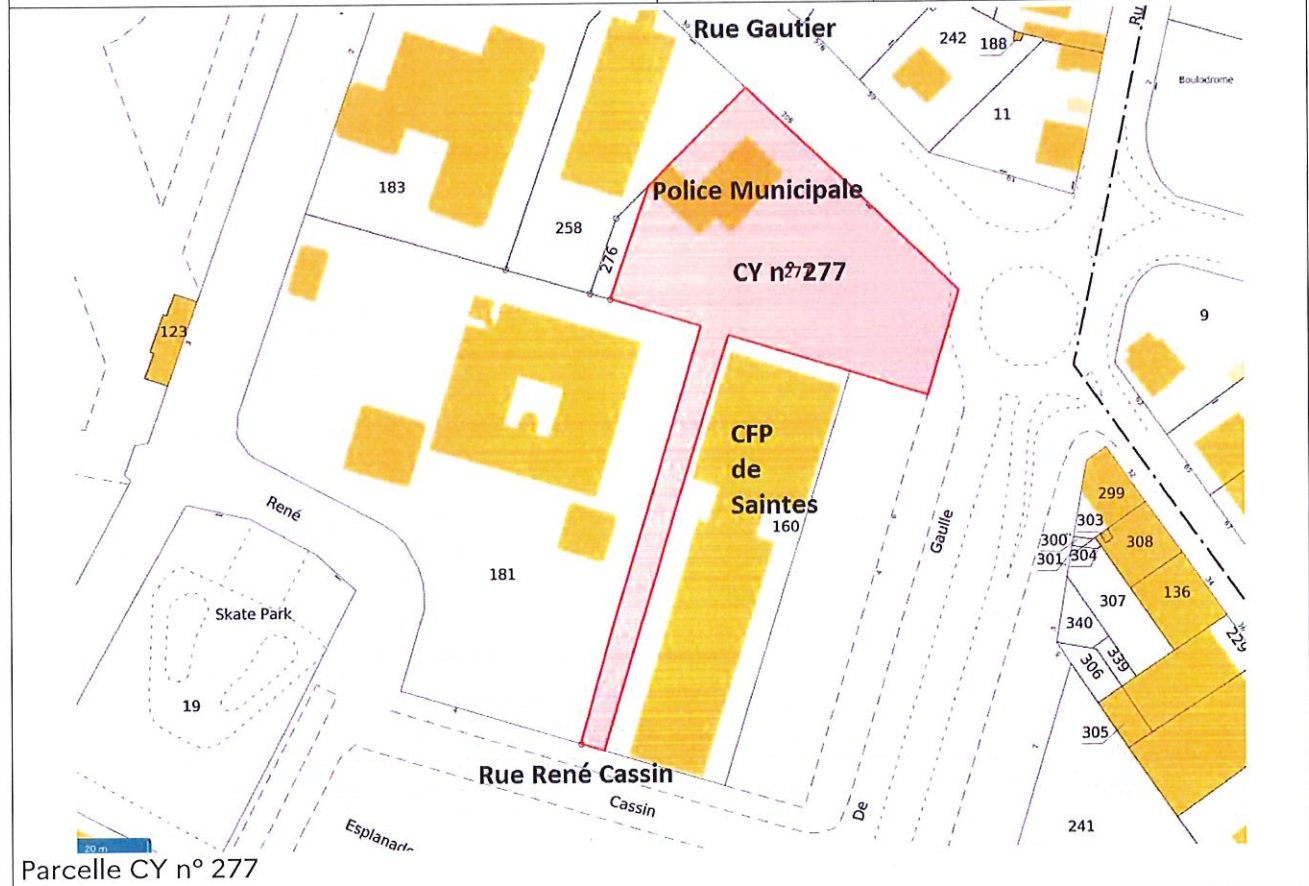 Rue Gautier
242
188
Boulodrome
11
183
Police Municipale
258
276
CY n° 277
9
123
CFP
de
Saintes
160
299
René
303
300
308
301
304
Gaulle
181
136
Skate Park
307
340
229
339
306
19
305
Rue René Cassin
Cassin
De
241
20 m
Parcelle CY n° 277